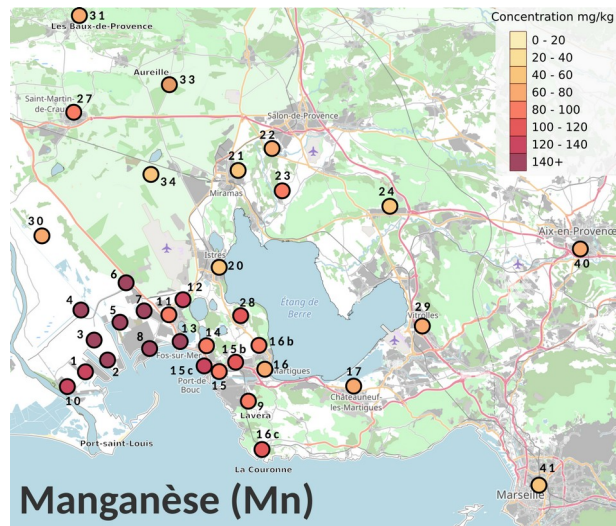 Concentration mg/kg
0 - 20
20 - 40
40 - 60
60 - 80
80 - 100
100 - 120
120 - 140
140+
31
Les Baux-de-Provence
Aureille
33
Saint-Martin-
de-Crau
27
Salon-de-Provence
22
21
34
Miramas
23
24
30
Aix-en-Provence
40
Istres
20
6
12
4
7
11
28
Étang de
Berre
5
29
Vitrolles
3
8
13
14
16b
Fos-sur-Mer
15b
1
2
15c
15
16
Martigues
Port-de-
Bouc
17
10
Châteauneuf-
les-Martigues
9
Lavéra
Port-saint-Louis
16c
La Couronne
41
Marseille
Manganèse (Mn)